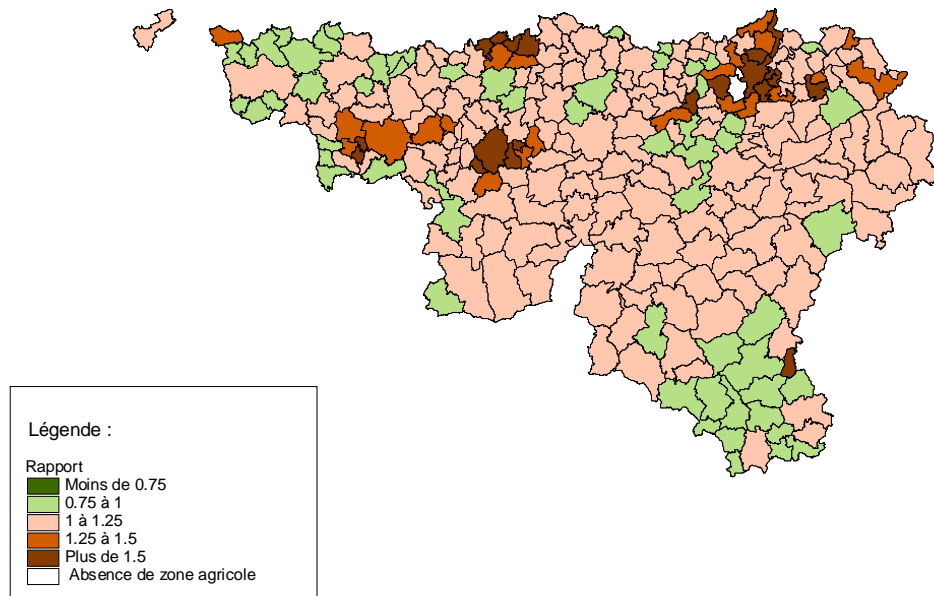 Légende :
Rapport
Moins de 0.75
0.75 à 1
1 à 1.25
1.25 à 1.5
Plus de 1.5
Absence de zone agricole